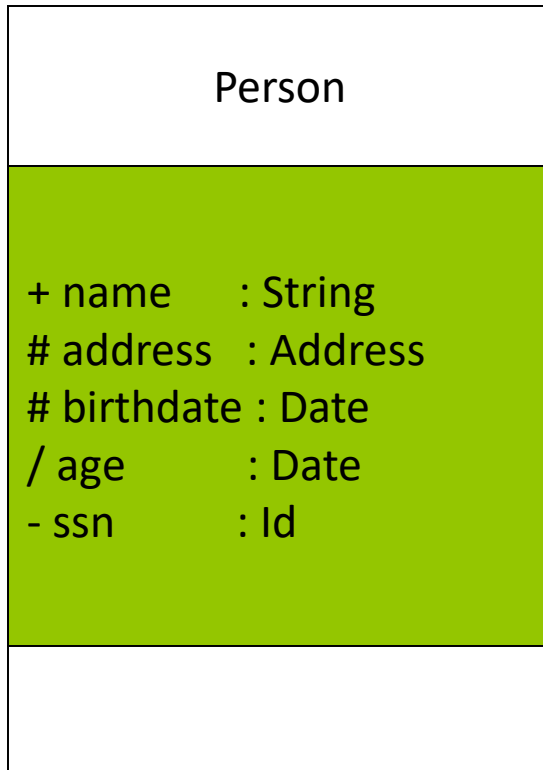 Person
+ name : String
# address : Address
# birthdate : Date
/ age : Date
- ssn : Id